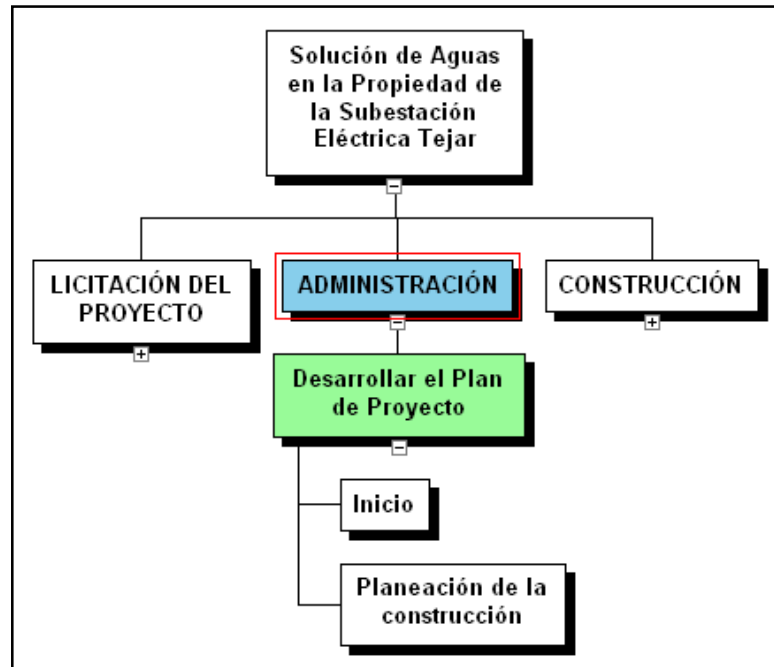 Solución de Aguas
en la Propiedad de
la Subestación
Eléctrica Tejar
LICITACIÓN DEL
PROYECTO
ADMINISTRACIÓN
CONSTRUCCIÓN
Desarrollar el Plan
de Proyecto
Inicio
Planeación de la
construcción